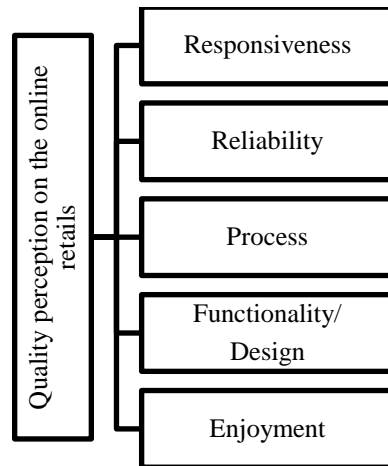 Quality perception on the online
retails
Responsiveness
Reliability
Process
Functionality/
Design
Enjoyment